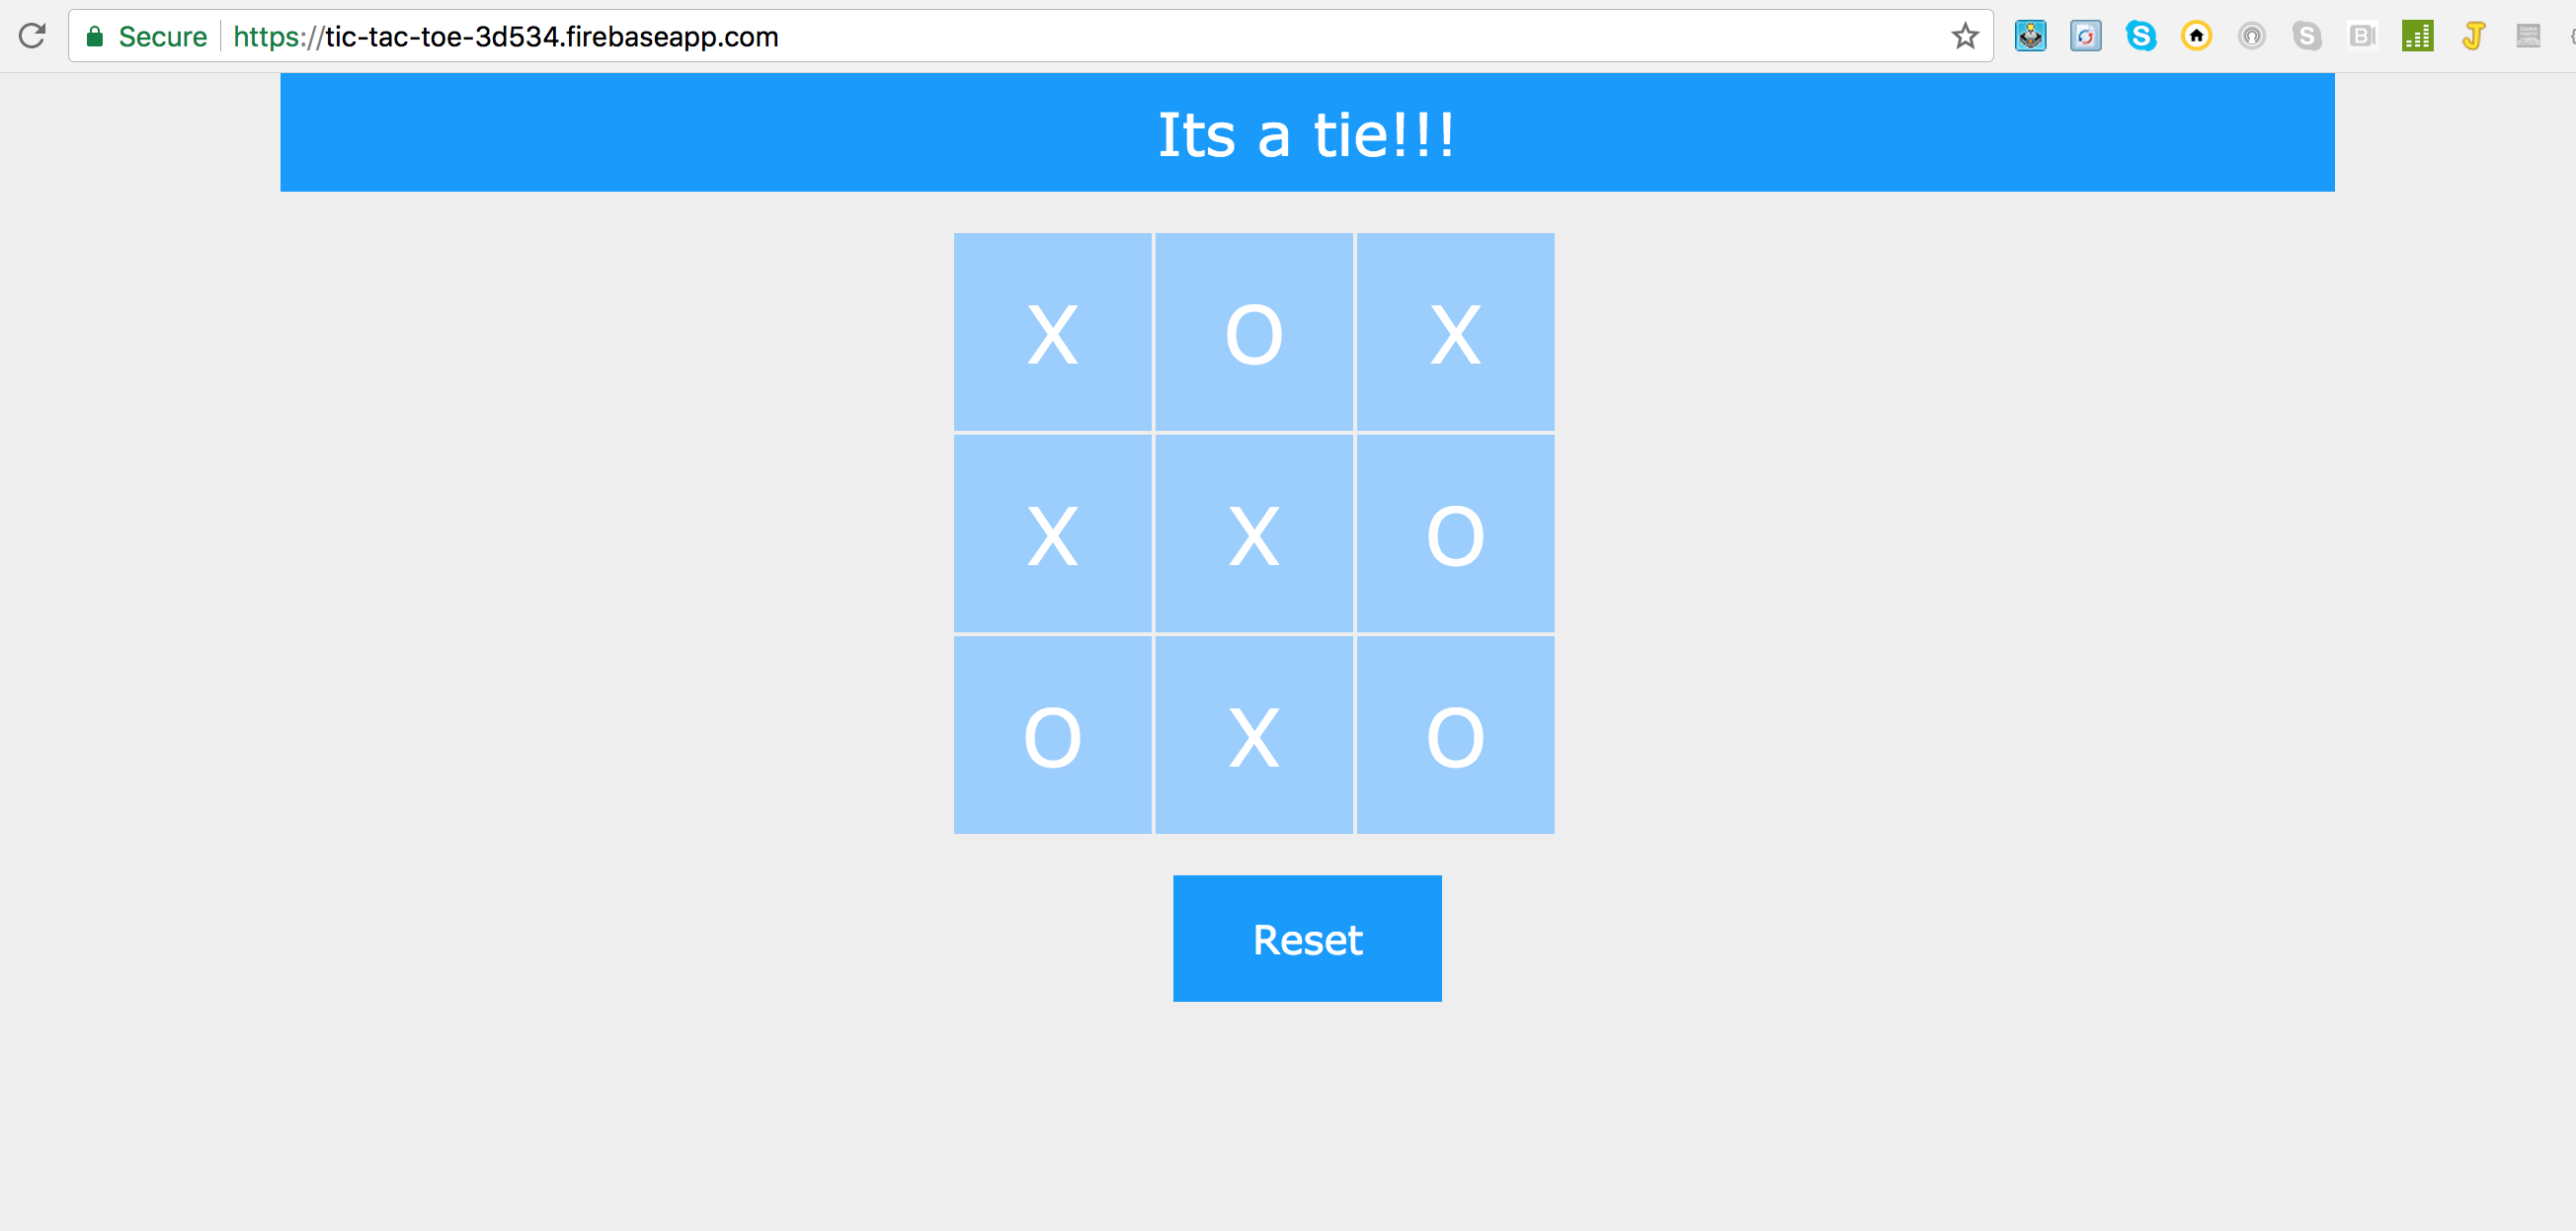 Secure https://tic-tac-toe-3d534.firebaseapp.com
Its a tie!!!
X O X
X X O
O X O
Reset